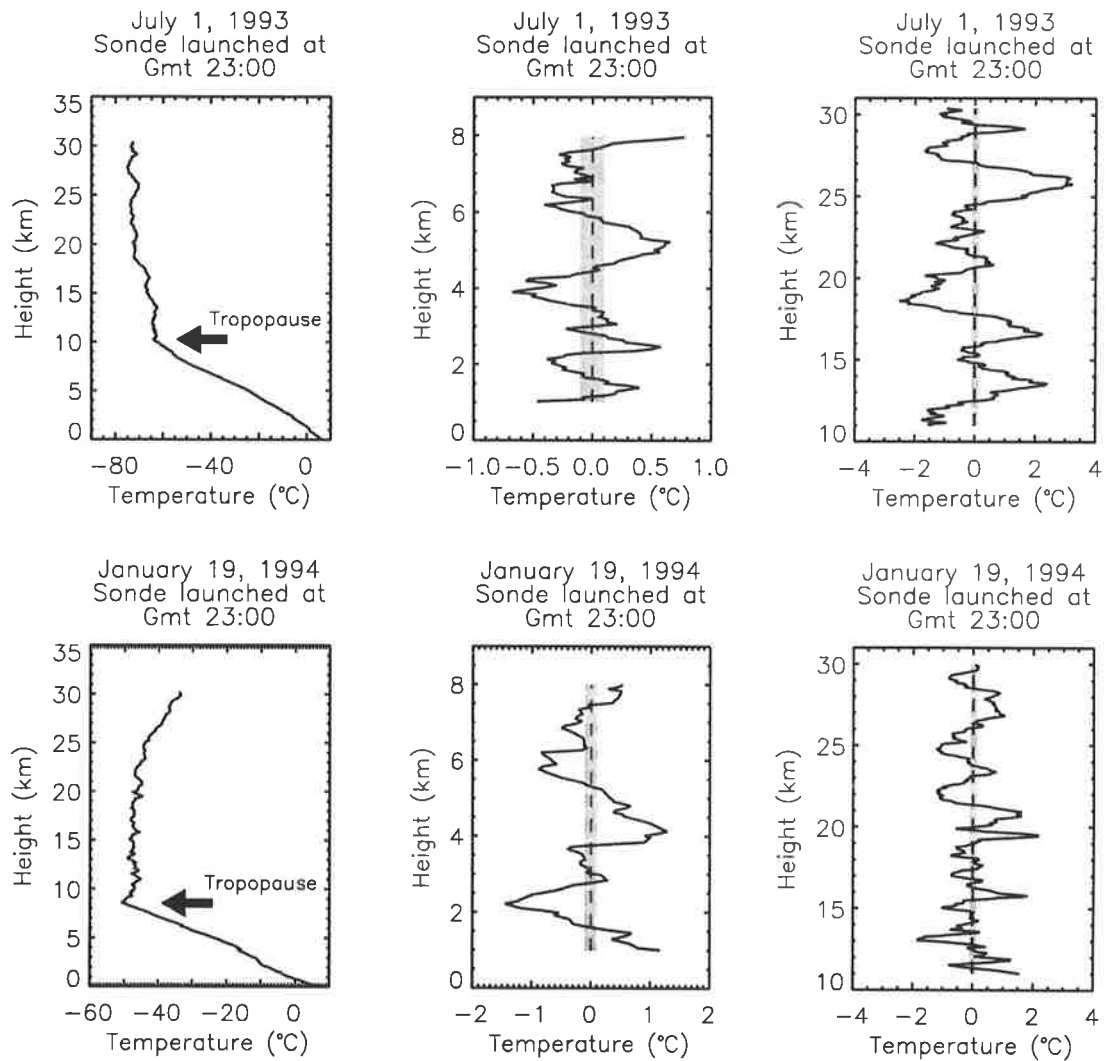 July 1, 1993
Sonde launched at
Gmt 23:00
35
30
25
20
15
10
5
0
Height (km)
Tropopause
−80 −40 0
Temperature (°C)
July 1, 1993
Sonde launched at
Gmt 23:00
8
6
4
2
0
Height (km)
−1.0 −0.5 0.0 0.5 1.0
Temperature (°C)
July 1, 1993
Sonde launched at
Gmt 23:00
30
25
20
15
10
Height (km)
−4 −2 0 2 4
Temperature (°C)
January 19, 1994
Sonde launched at
Gmt 23:00
35
30
25
20
15
10
5
0
Height (km)
Tropopause
−60 −40 −20 0
Temperature (°C)
January 19, 1994
Sonde launched at
Gmt 23:00
8
6
4
2
0
Height (km)
−2 −1 0 1 2
Temperature (°C)
January 19, 1994
Sonde launched at
Gmt 23:00
30
25
20
15
10
Height (km)
−4 −2 0 2 4
Temperature (°C)